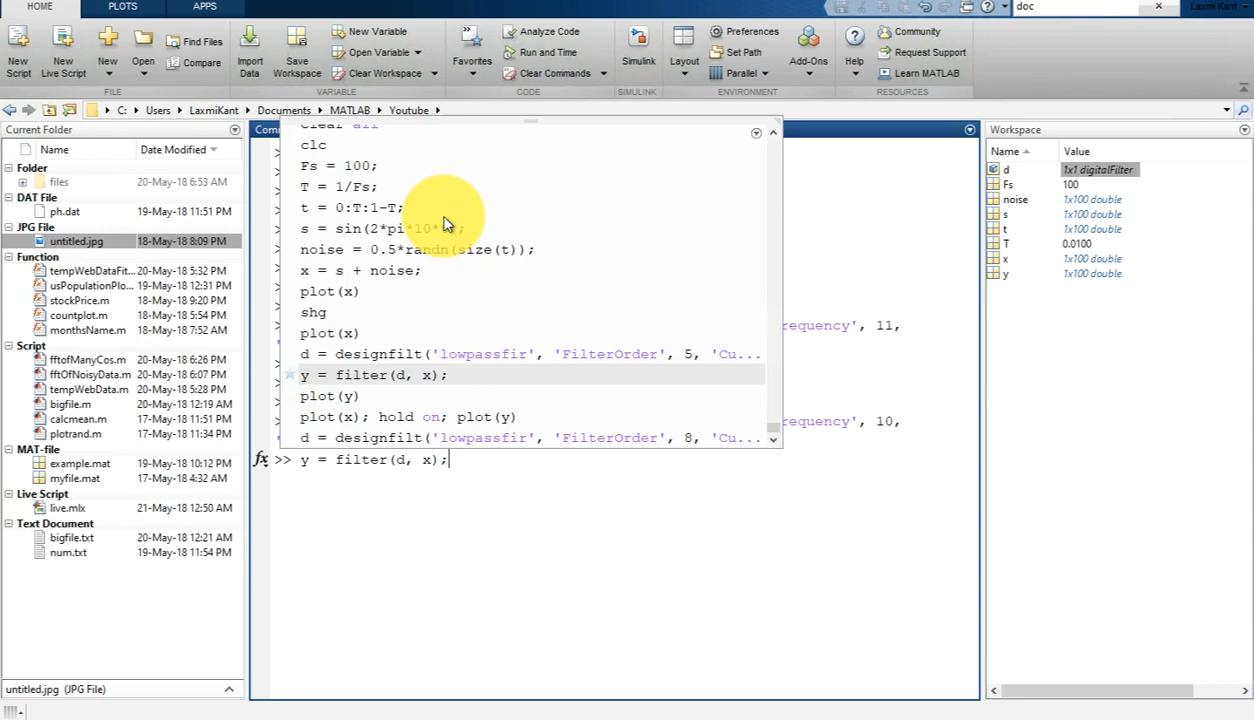 HOME PLOTS APPS
doc
Laxmi Kant
New Script
New Live Script
New
Open
Find Files
Compare
Import Data
Save Workspace
New Variable
Open Variable
Clear Workspace
Favorites
Analyze Code
Run and Time
Clear Commands
Simulink
Layout
Preferences
Set Path
Parallel
Add-Ons
Help
Community
Request Support
Learn MATLAB
FILE VARIABLE CODE SIMULINK ENVIRONMENT RESOURCES
C: Users LaxmiKant Documents MATLAB Youtube
Current Folder
Name Date Modified
Folder
files 20-May-18 6:53 AM
DAT File
ph.dat 19-May-18 11:51 PM
JPG File
untitled.jpg 18-May-18 8:09 PM
Function
tempWebDataFit... 20-May-18 5:32 PM
usPopulationPlo... 19-May-18 12:31 PM
stockPrice.m 18-May-18 9:20 PM
countplot.m 18-May-18 5:54 PM
monthsName.m 18-May-18 7:52 AM
Script
fftofManyCos.m 20-May-18 6:26 PM
fftOfNoisyData.m 20-May-18 6:07 PM
tempWebData.m 20-May-18 5:28 PM
bigfile.m 20-May-18 12:19 AM
calcmean.m 17-May-18 11:51 PM
plotrand.m 17-May-18 11:34 PM
MAT-file
example.mat 19-May-18 10:12 PM
myfile.mat 17-May-18 4:32 PM
Live Script
live.mlx 21-May-18 12:50 AM
Text Document
bigfile.txt 20-May-18 12:21 AM
num.txt 19-May-18 11:54 PM
untitled.jpg (JPG File)
Com
clear all
clc
Fs = 100;
T = 1/Fs;
t = 0:T:1-T;
s = sin(2*pi*10*
noise = 0.5*randn(size(t));
x = s + noise;
plot(x)
shg
plot(x)
d = designfilt('lowpassfir', 'FilterOrder', 5, 'Cu...
y = filter(d, x);
plot(y)
plot(x); hold on; plot(y)
d = designfilt('lowpassfir', 'FilterOrder', 8, 'Cu...
requency', 11,
requency', 10,
fx >> y = filter(d, x);
Workspace
Name Value
d 1x1 digitalFilter
Fs 100
noise 1x100 double
s 1x100 double
t 1x100 double
T 0.0100
x 1x100 double
y 1x100 double